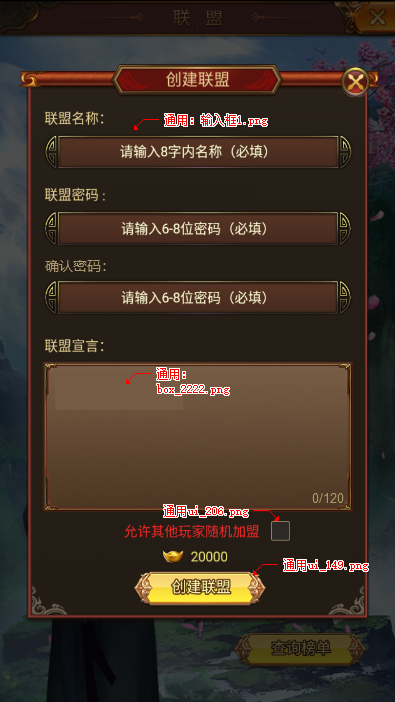 联 盟
创建联盟
联盟名称:
通用: 输入框1.png
请输入8字内名称（必填）
联盟密码:
请输入6-8位密码（必填）
确认密码:
请输入6-8位密码（必填）
联盟宣言:
通用:
box_2222.png
0/120
通用ui_206.png
允许其他玩家随机加盟
20000
通用ui_149.png
创建联盟
查询榜单